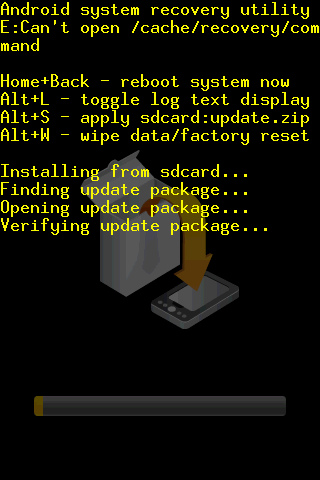 Android system recovery utility
E:Can't open /cache/recovery/com
mand
Home+Back - reboot system now
Alt+L - toggle log text display
Alt+S - apply sdcard:update.zip
Alt+W - wipe data/factory reset
Installing from sdcard...
Finding update package...
Opening update package...
Verifying update package...